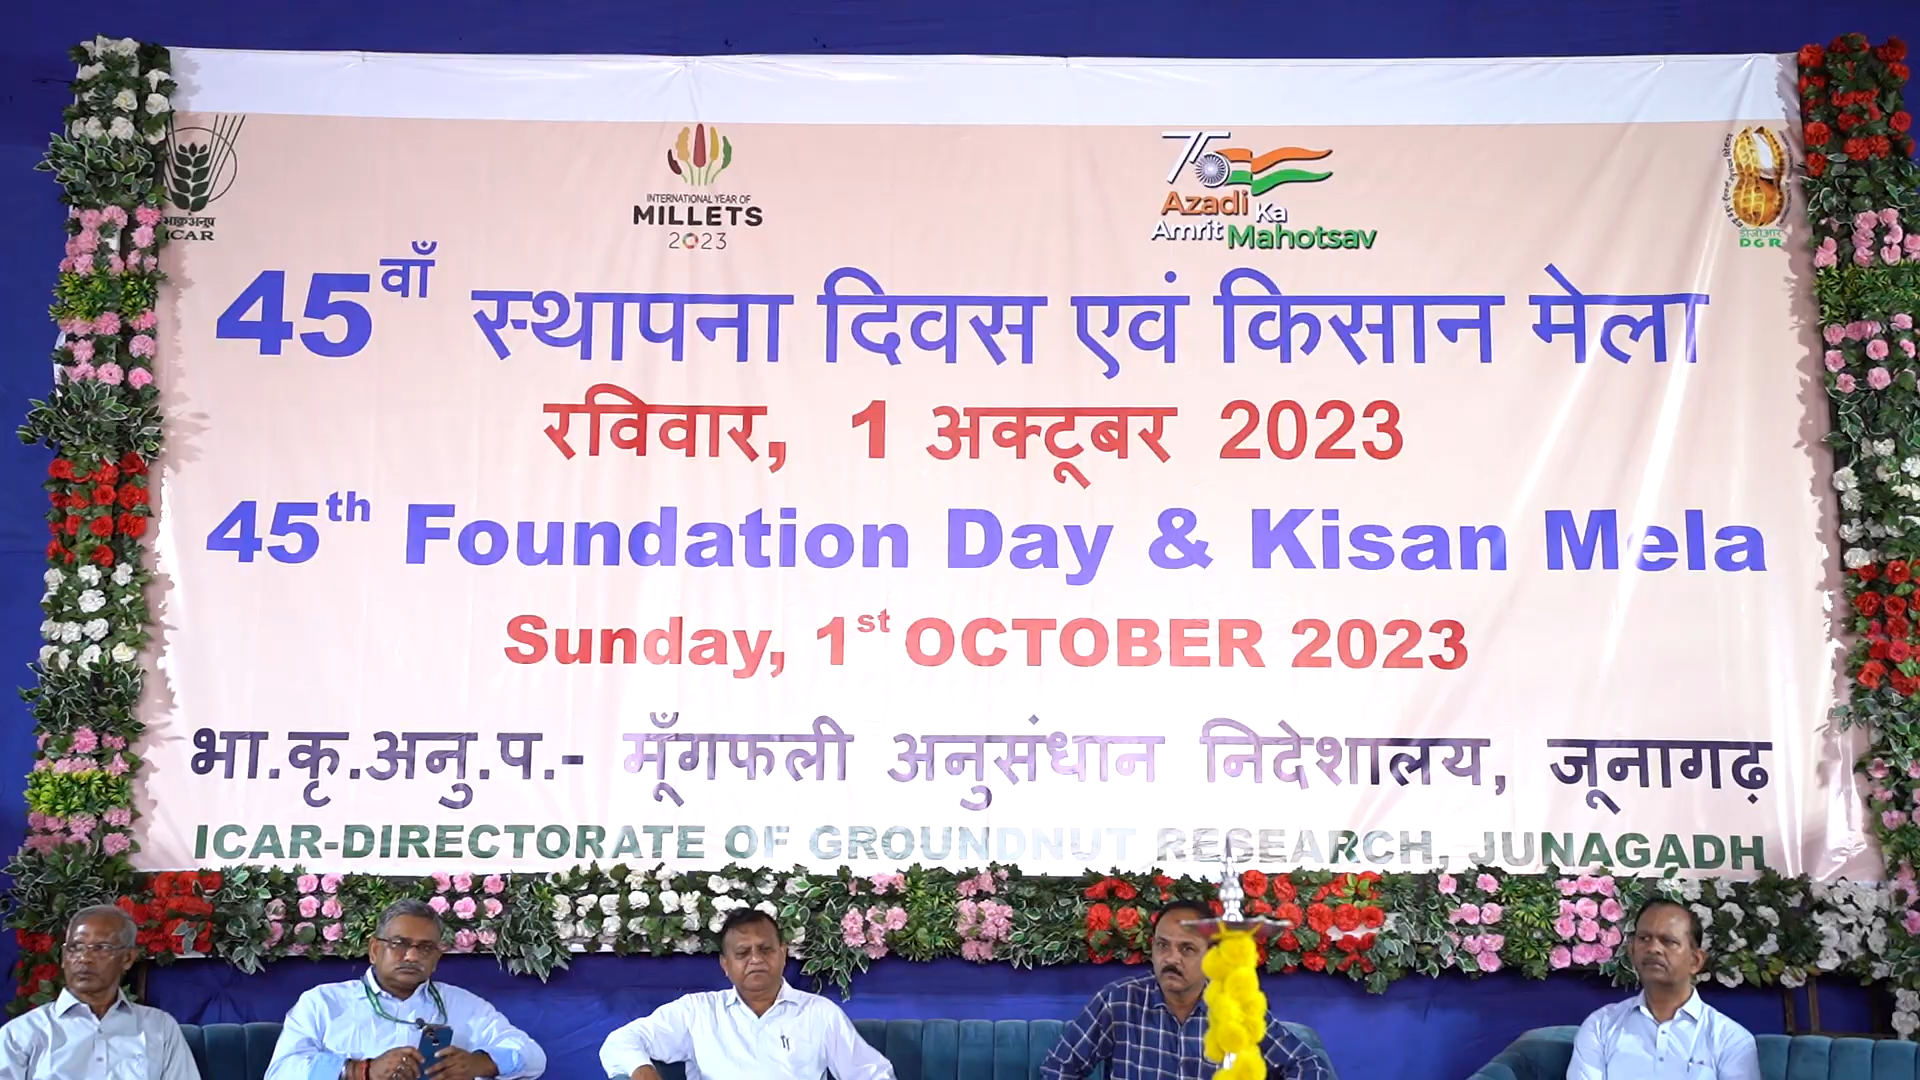 भाकृअनुप
ICAR
INTERNATIONAL YEAR OF
MILLETS
2023
75
Azadi Ka
Amrit Mahotsav
DGR
45वाँ स्थापना दिवस एवं किसान मेला
रविवार, 1 अक्टूबर 2023
45th Foundation Day & Kisan Mela
Sunday, 1st OCTOBER 2023
भा.कृ.अनु.प.- मूँगफली अनुसंधान निदेशालय, जूनागढ़
ICAR-DIRECTORATE OF GROUNDNUT RESEARCH, JUNAGADH